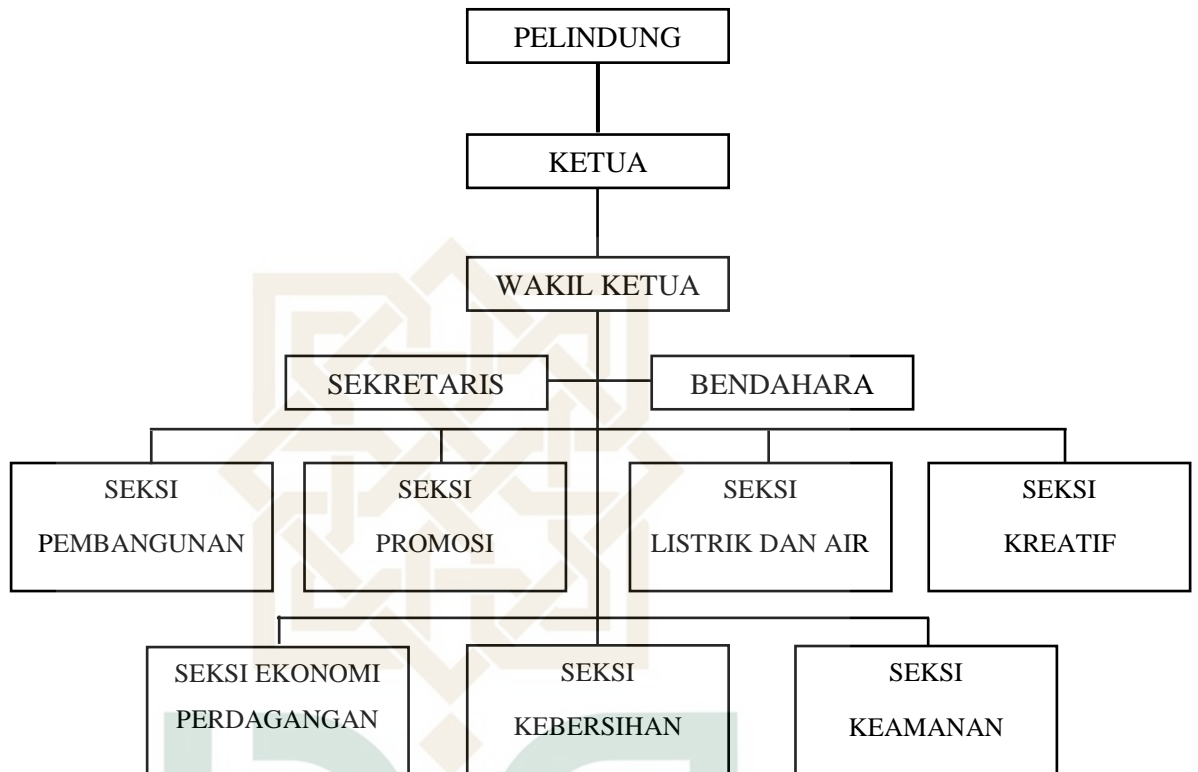 PELINDUNG
KETUA
WAKIL KETUA
SEKRETARIS
BENDAHARA
SEKSI
PEMBANGUNAN
SEKSI
PROMOSI
SEKSI
LISTRIK DAN AIR
SEKSI
KREATIF
SEKSI EKONOMI
PERDAGANGAN
SEKSI
KEBERSIHAN
SEKSI
KEAMANAN